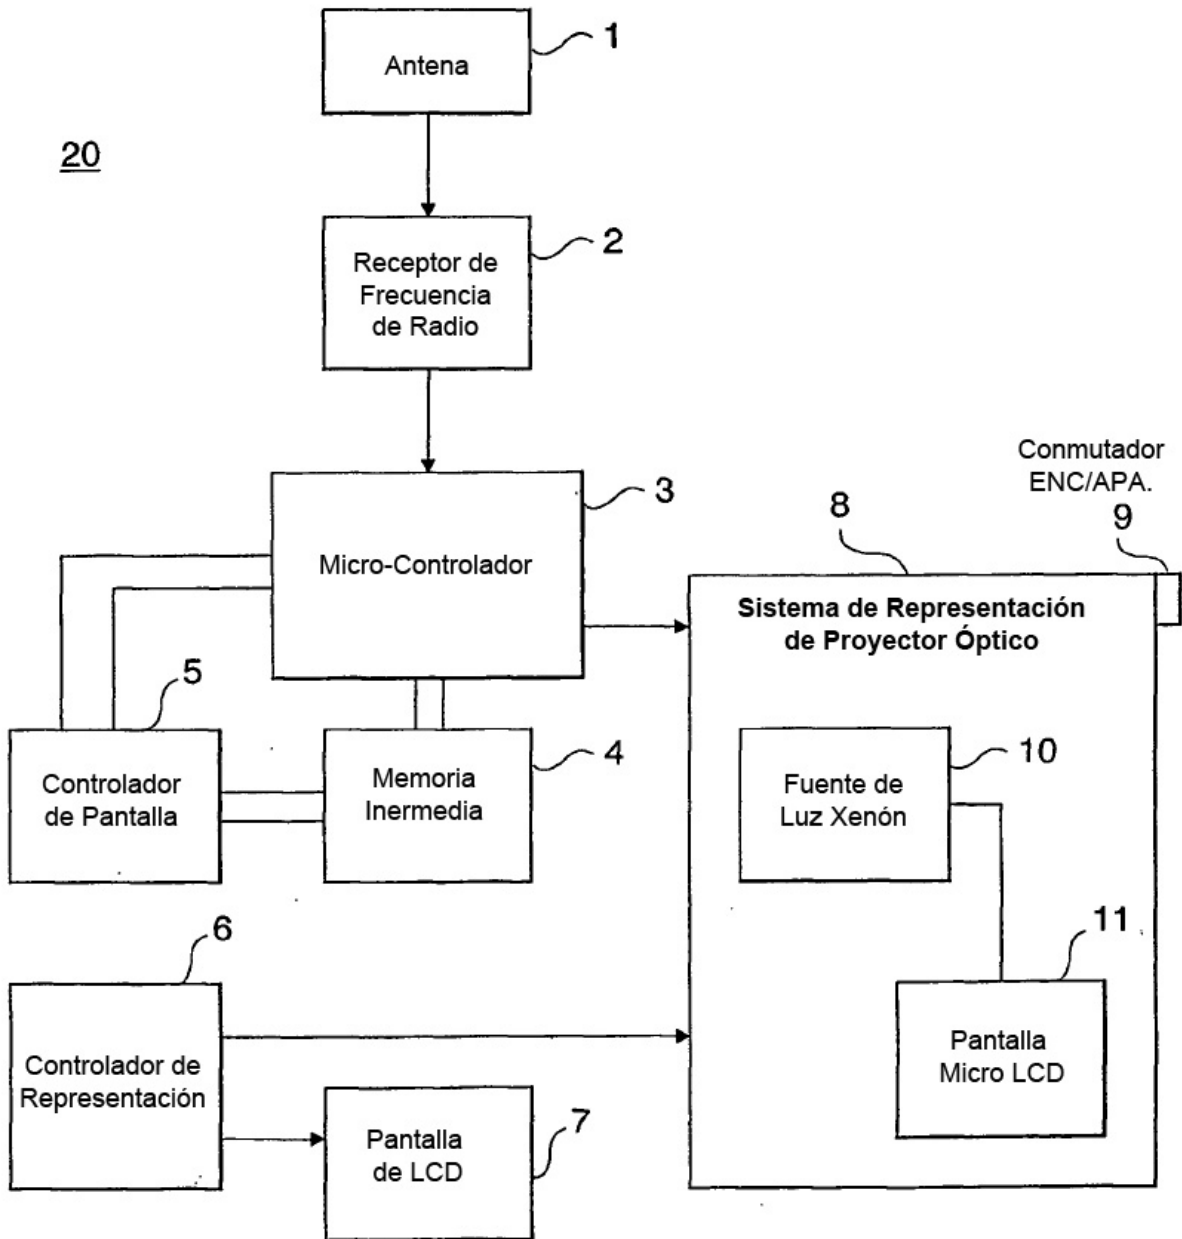 1
Antena
20
2
Receptor de
Frecuencia
de Radio
3
Micro-Controlador
Conmutador
ENC/APA.
9
8
Sistema de Representación
de Proyector Óptico
5
Controlador
de Pantalla
4
Memoria
Inermedia
10
Fuente de
Luz Xenón
6
Controlador de
Representación
11
Pantalla
Micro LCD
7
Pantalla
de LCD